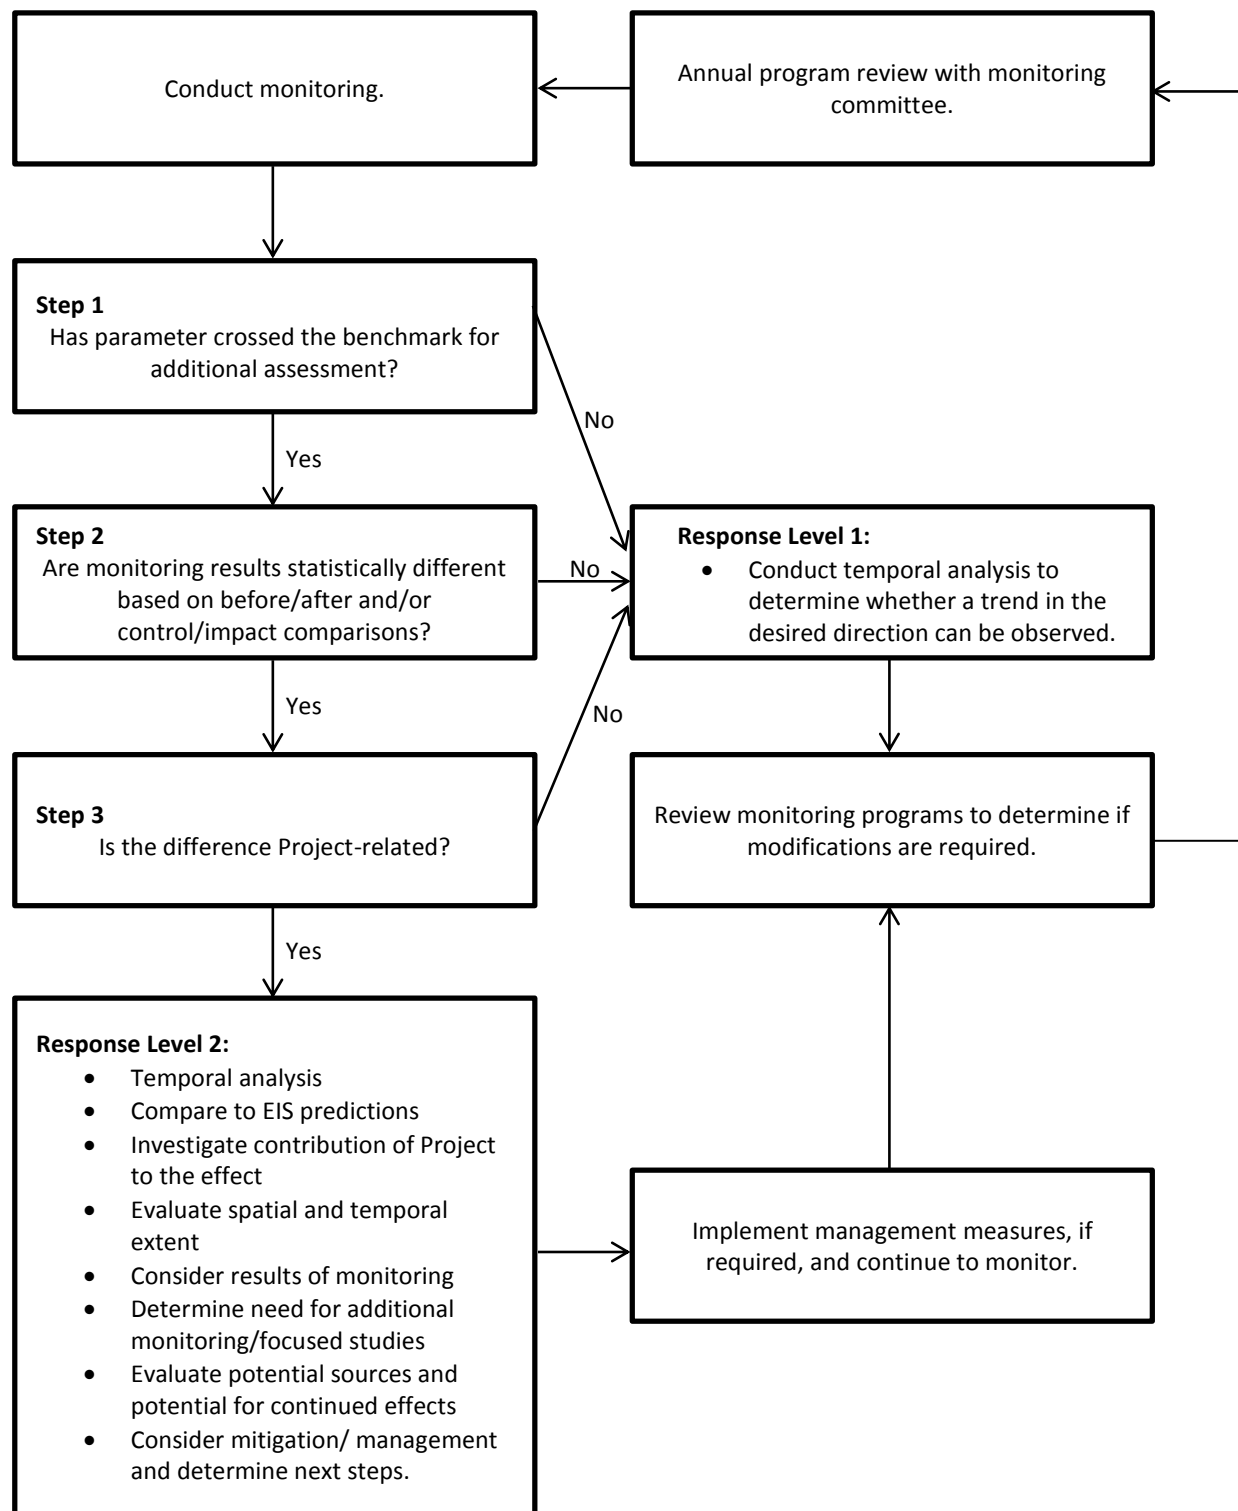 Conduct monitoring.
Annual program review with monitoring
committee.
Step 1
Has parameter crossed the benchmark for
additional assessment?
No
Yes
Step 2
Are monitoring results statistically different
based on before/after and/or
control/impact comparisons?
No
Response Level 1:
• Conduct temporal analysis to
determine whether a trend in the
desired direction can be observed.
Yes
No
Step 3
Is the difference Project-related?
Review monitoring programs to determine if
modifications are required.
Yes
Response Level 2:
• Temporal analysis
• Compare to EIS predictions
• Investigate contribution of Project
to the effect
• Evaluate spatial and temporal
extent
• Consider results of monitoring
• Determine need for additional
monitoring/focused studies
• Evaluate potential sources and
potential for continued effects
• Consider mitigation/ management
and determine next steps.
Implement management measures, if
required, and continue to monitor.